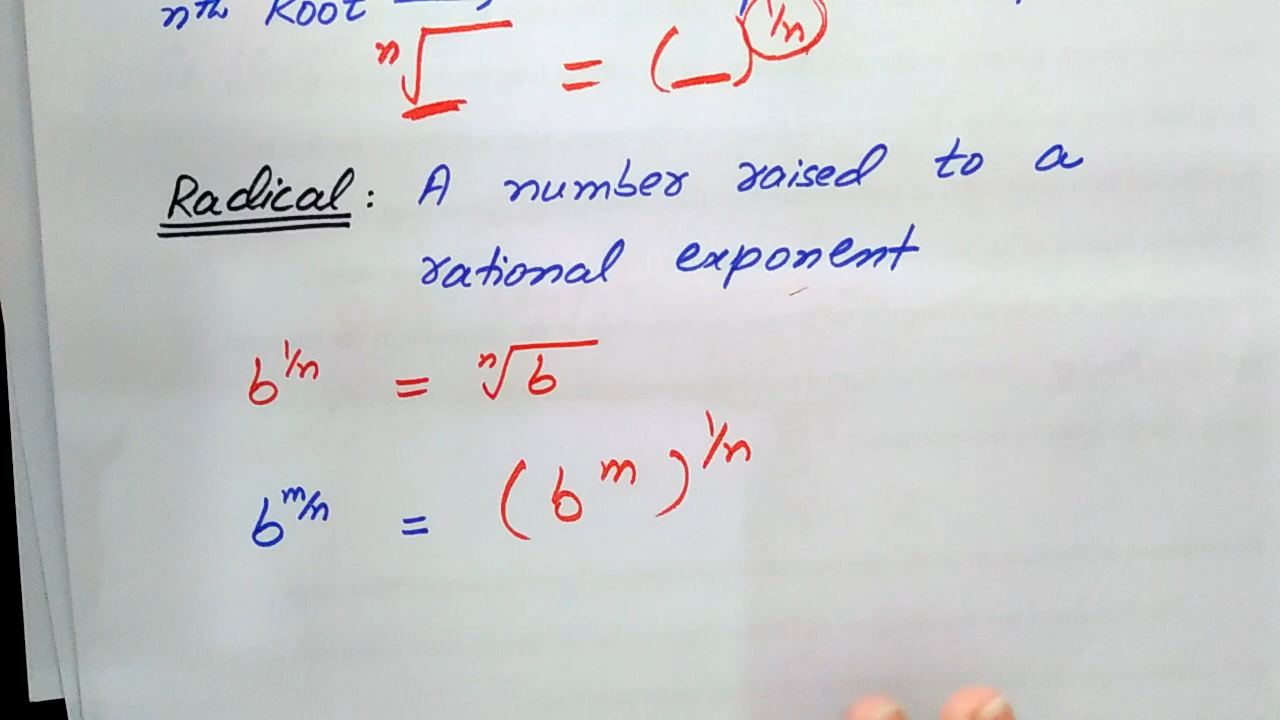 nth Root
ⁿ√ = (_)^1/n
Radical: A number raised to a
rational exponent
b^1/n = ⁿ√b
b^m/n = (b^m)^1/n